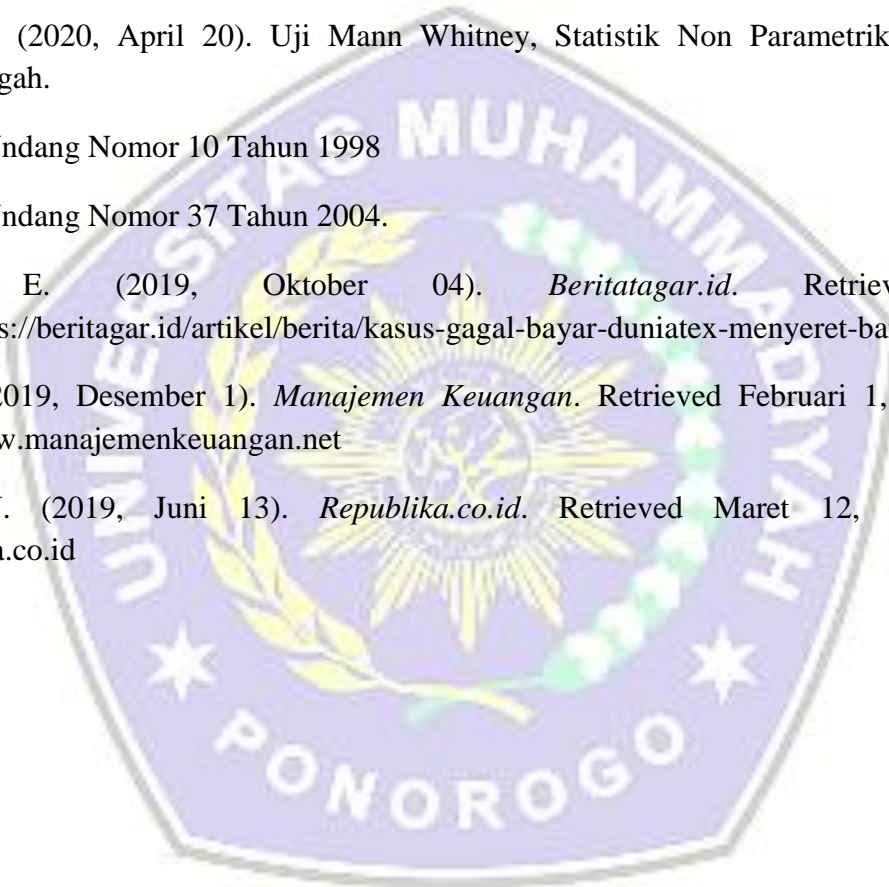 (2020, April 20). Uji Mann Whitney, Statistik Non Parametrik
gah.
ndang Nomor 10 Tahun 1998
ndang Nomor 37 Tahun 2004.
E. (2019, Oktober 04). Beritatagar.id. Retriev
s://beritagar.id/artikel/berita/kasus-gagal-bayar-duniatex-menyeret-ba
2019, Desember 1). Manajemen Keuangan. Retrieved Februari 1,
w.manajemenkeuangan.net
(2019, Juni 13). Republika.co.id. Retrieved Maret 12,
a.co.id
UNIVERSITAS MUHAMMADIYAH
PONOROGO